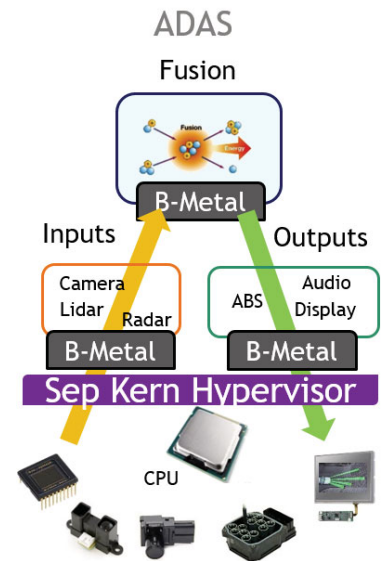 ADAS
Fusion
Fusion
Energy
B-Metal
Inputs
Outputs
Camera
Lidar
Radar
Audio
ABS
Display
B-Metal
B-Metal
Sep Kern Hypervisor
CPU